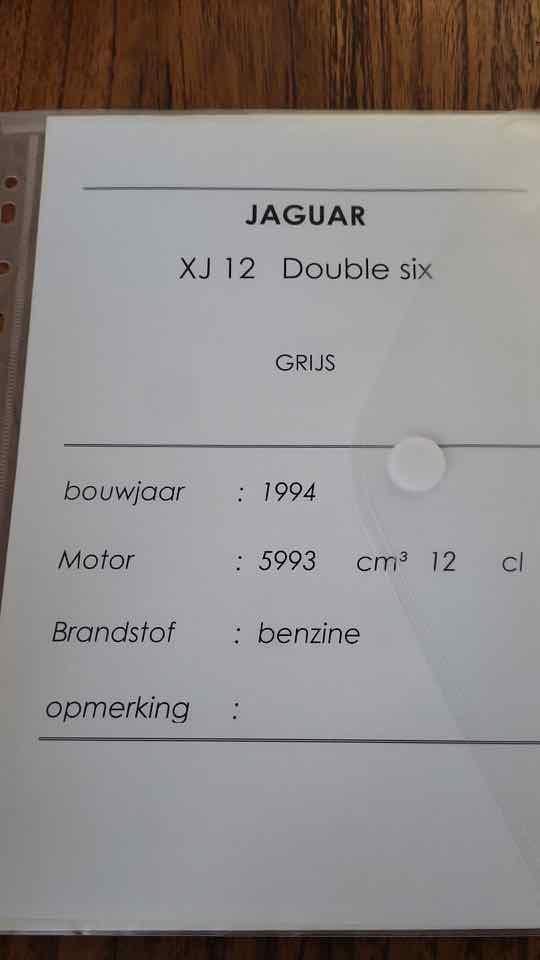 JAGUAR
XJ 12 Double six
GRIJS
bouwjaar : 1994
Motor : 5993 cm³ 12 cl
Brandstof : benzine
opmerking :